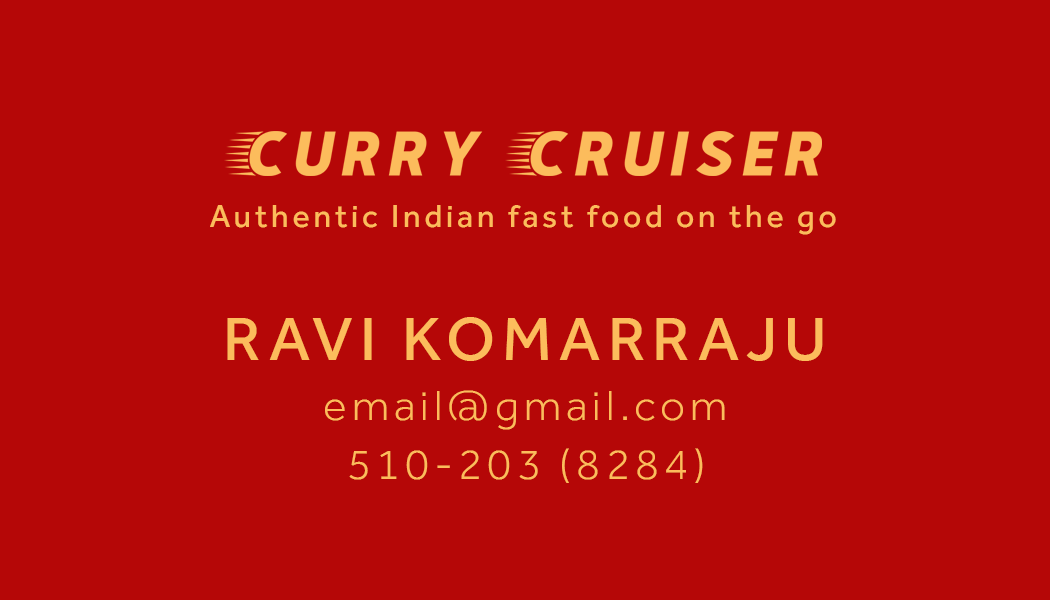 CURRY CRUISER
Authentic Indian fast food on the go
RAVI KOMARRAJU
email@gmail.com
510-203 (8284)